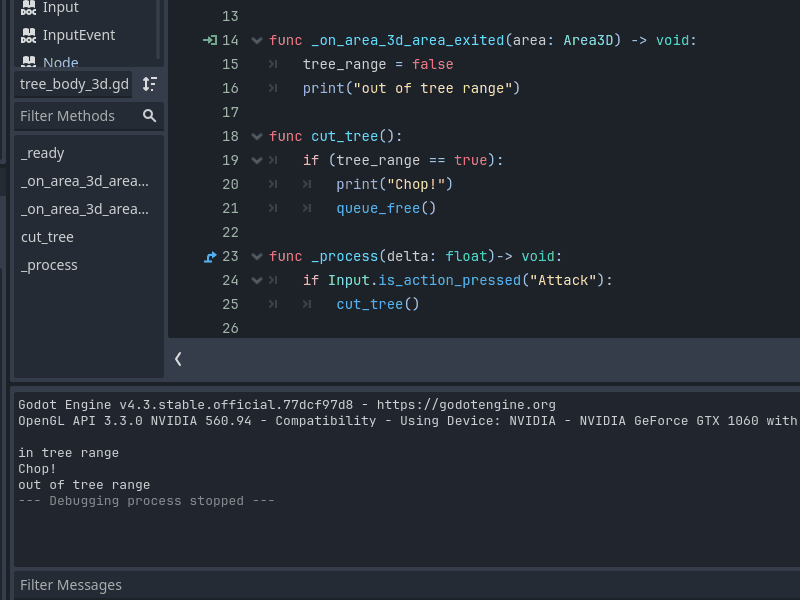 Input
InputEvent
Node
tree_body_3d.gd
Filter Methods
_ready
_on_area_3d_area...
_on_area_3d_area...
cut_tree
_process
13
14 func _on_area_3d_area_exited(area: Area3D) -> void:
15 tree_range = false
16 print("out of tree range")
17
18 func cut_tree():
19 if (tree_range == true):
20 print("Chop!")
21 queue_free()
22
23 func _process(delta: float)-> void:
24 if Input.is_action_pressed("Attack"):
25 cut_tree()
26
Godot Engine v4.3.stable.official.77dcf97d8 - https://godotengine.org
OpenGL API 3.3.0 NVIDIA 560.94 - Compatibility - Using Device: NVIDIA - NVIDIA GeForce GTX 1060 with
in tree range
Chop!
out of tree range
--- Debugging process stopped ---
Filter Messages